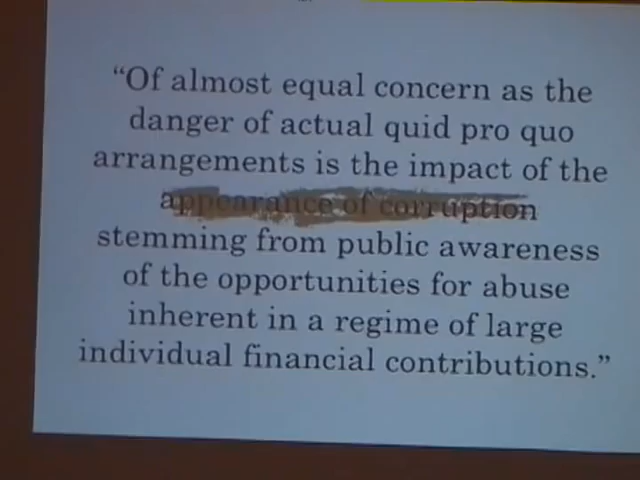 “Of almost equal concern as the
danger of actual quid pro quo
arrangements is the impact of the
appearance of corruption
stemming from public awareness
of the opportunities for abuse
inherent in a regime of large
individual financial contributions.”